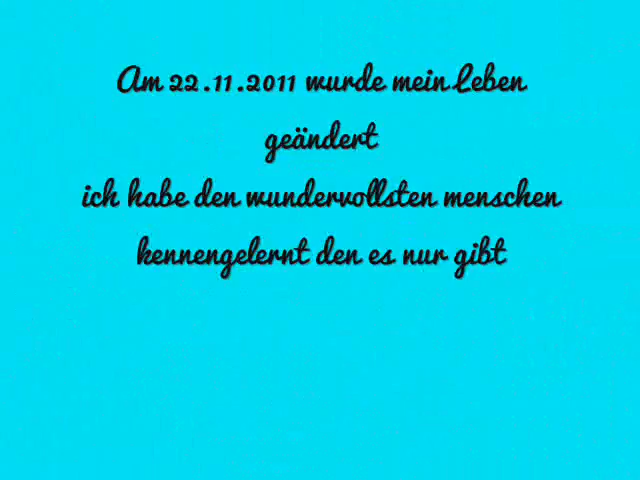 Am 22.11.2011 wurde mein Leben
geändert
ich habe den wundervollsten menschen
kennengelernt den es nur gibt